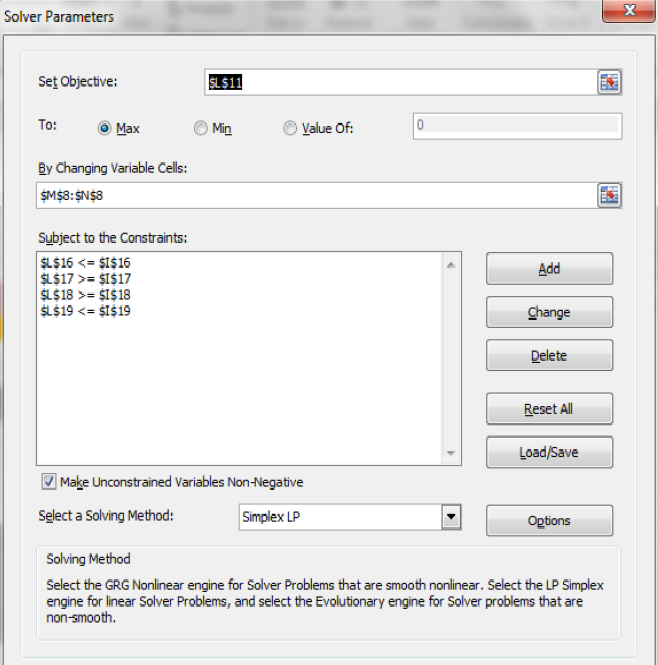 Solver Parameters
Set Objective:
$L$11
To:
Max
Min
Value Of:
0
By Changing Variable Cells:
$M$8:$N$8
Subject to the Constraints:
$L$16 <= $I$16
$L$17 >= $I$17
$L$18 >= $I$18
$L$19 <= $I$19
Add
Change
Delete
Reset All
Load/Save
Make Unconstrained Variables Non-Negative
Select a Solving Method:
Simplex LP
Options
Solving Method
Select the GRG Nonlinear engine for Solver Problems that are smooth nonlinear. Select the LP Simplex
engine for linear Solver Problems, and select the Evolutionary engine for Solver problems that are
non-smooth.